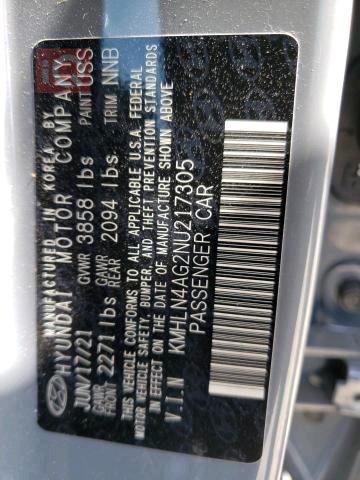 MANUFACTURED IN KOREA BY
HYUNDAI MOTOR COMPANY
JUN/17/21 GVWR 3858 lbs PAINT USS
GAWR FRONT 2271 lbs GAWR REAR 2094 lbs TRIM NNB
THIS VEHICLE CONFORMS TO ALL APPLICABLE U.S.A. FEDERAL
MOTOR VEHICLE SAFETY, BUMPER, AND THEFT PREVENTION STANDARDS
IN EFFECT ON THE DATE OF MANUFACTURE SHOWN ABOVE
V.I.N KMHLN4AG2NU217305
PASSENGER CAR